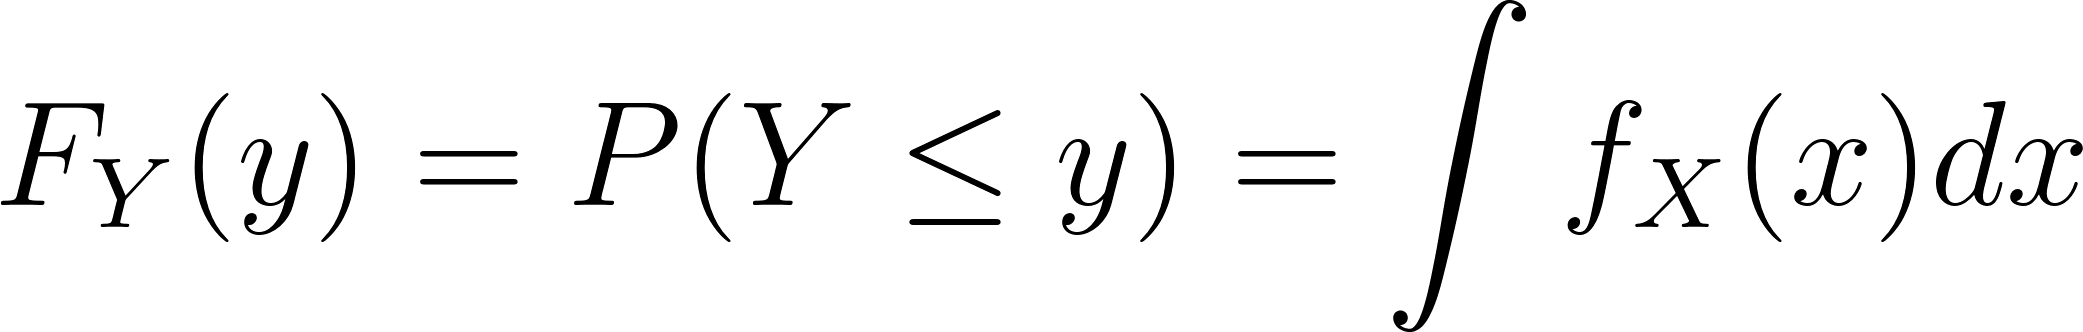 F_Y(y) = P(Y ≤ y) = ∫ f_X(x)dx